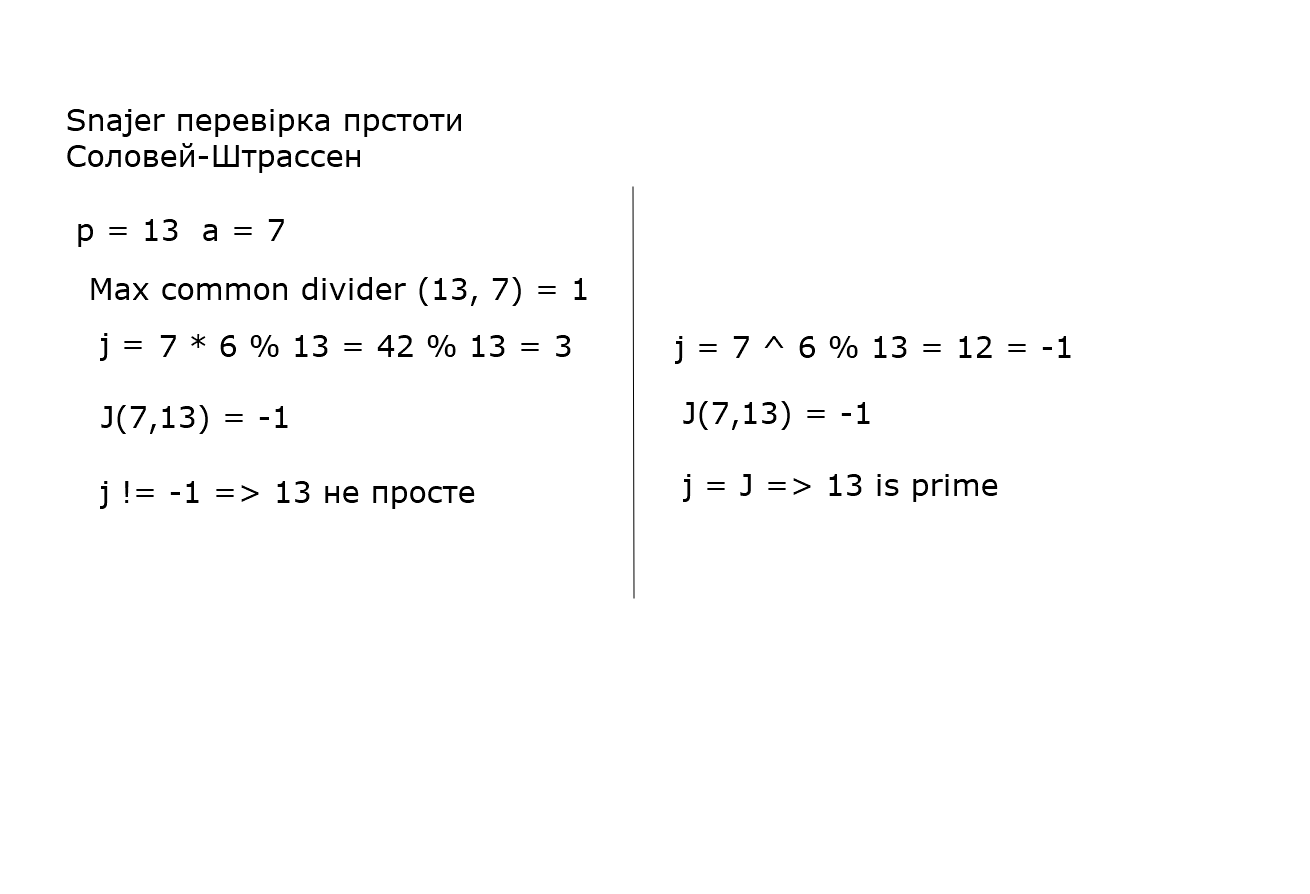 Snajer перевірка прстоти
Соловей-Штрассен
p = 13  a = 7
Max common divider (13, 7) = 1
j = 7 * 6 % 13 = 42 % 13 = 3
J(7,13) = -1
j != -1 => 13 не просте
j = 7 ^ 6 % 13 = 12 = -1
J(7,13) = -1
j = J => 13 is prime